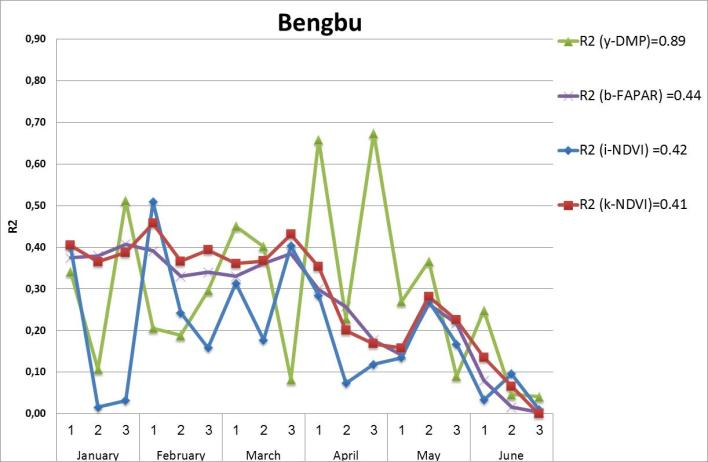 Bengbu
0,90
0,80
0,70
0,60
0,50
0,40
0,30
0,20
0,10
0,00
R2
1 2 3 1 2 3 1 2 3 1 2 3 1 2 3 1 2 3
January February March April May June
R2 (y-DMP)=0.89
R2 (b-FAPAR) =0.44
R2 (i-NDVI) =0.42
R2 (k-NDVI)=0.41